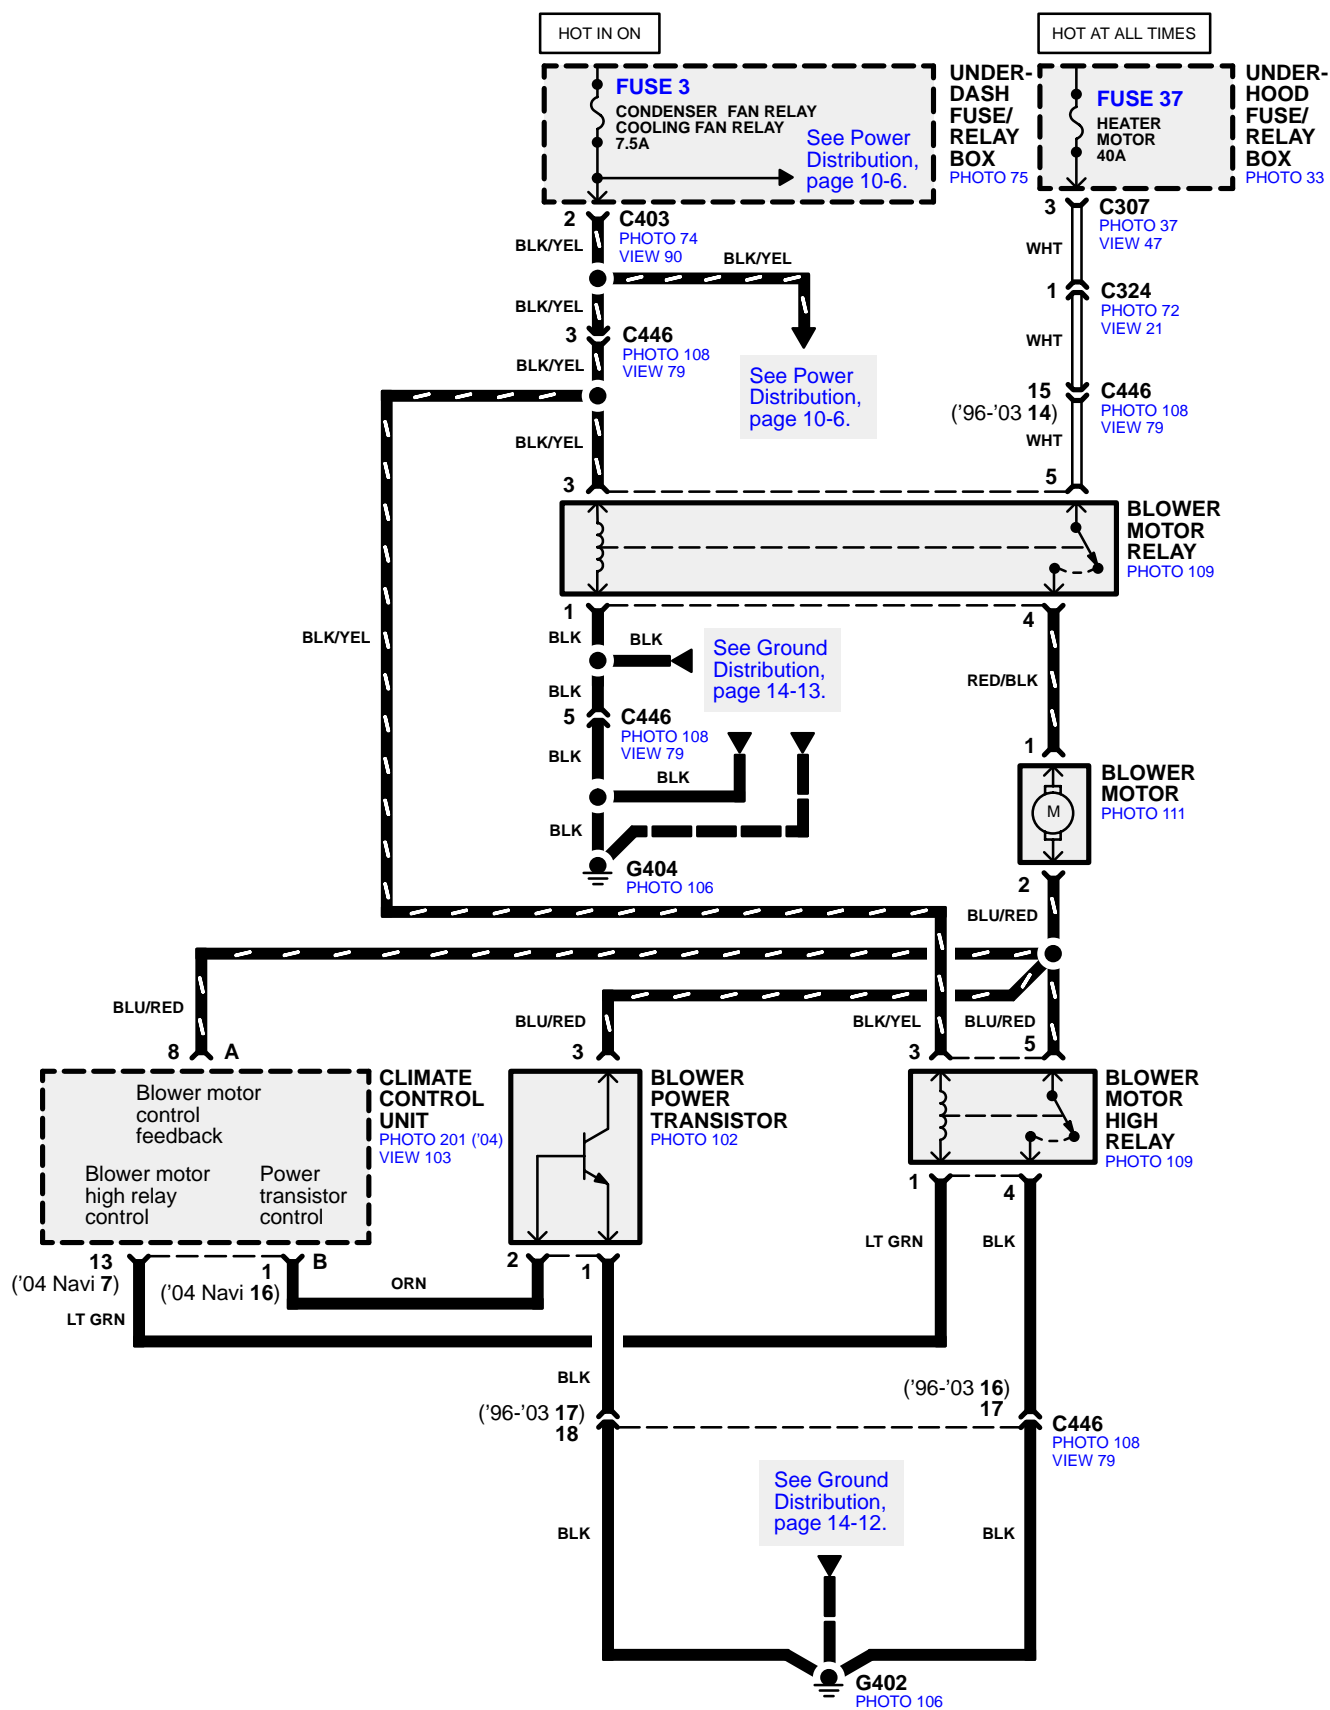 HOT IN ON
HOT AT ALL TIMES
FUSE 3
CONDENSER FAN RELAY
COOLING FAN RELAY
7.5A
See Power
Distribution,
page 10-6.
UNDER-
DASH
FUSE/
RELAY
BOX
PHOTO 75
FUSE 37
HEATER
MOTOR
40A
UNDER-
HOOD
FUSE/
RELAY
BOX
PHOTO 33
2
C403
PHOTO 74
VIEW 90
BLK/YEL
BLK/YEL
3
C307
PHOTO 37
VIEW 47
WHT
BLK/YEL
1
C324
PHOTO 72
VIEW 21
3
C446
PHOTO 108
VIEW 79
WHT
BLK/YEL
See Power
Distribution,
page 10-6.
15
('96-'03 14)
C446
PHOTO 108
VIEW 79
BLK/YEL
WHT
3
5
BLOWER
MOTOR
RELAY
PHOTO 109
1
4
BLK/YEL
BLK
BLK
See Ground
Distribution,
page 14-13.
BLK
RED/BLK
5
C446
PHOTO 108
VIEW 79
BLK
BLK
1
BLOWER
MOTOR
PHOTO 111
M
BLK
G404
PHOTO 106
2
BLU/RED
BLU/RED
BLU/RED
BLK/YEL
BLU/RED
8
A
3
3
5
Blower motor
control
feedback
Blower motor
high relay
control
Power
transistor
control
CLIMATE
CONTROL
UNIT
PHOTO 201 ('04)
VIEW 103
BLOWER
POWER
TRANSISTOR
PHOTO 102
BLOWER
MOTOR
HIGH
RELAY
PHOTO 109
1
4
13
('04 Navi 7)
1
('04 Navi 16)
B
2
1
LT GRN
BLK
ORN
LT GRN
BLK
('96-'03 17)
18
('96-'03 16)
17
C446
PHOTO 108
VIEW 79
See Ground
Distribution,
page 14-12.
BLK
BLK
G402
PHOTO 106